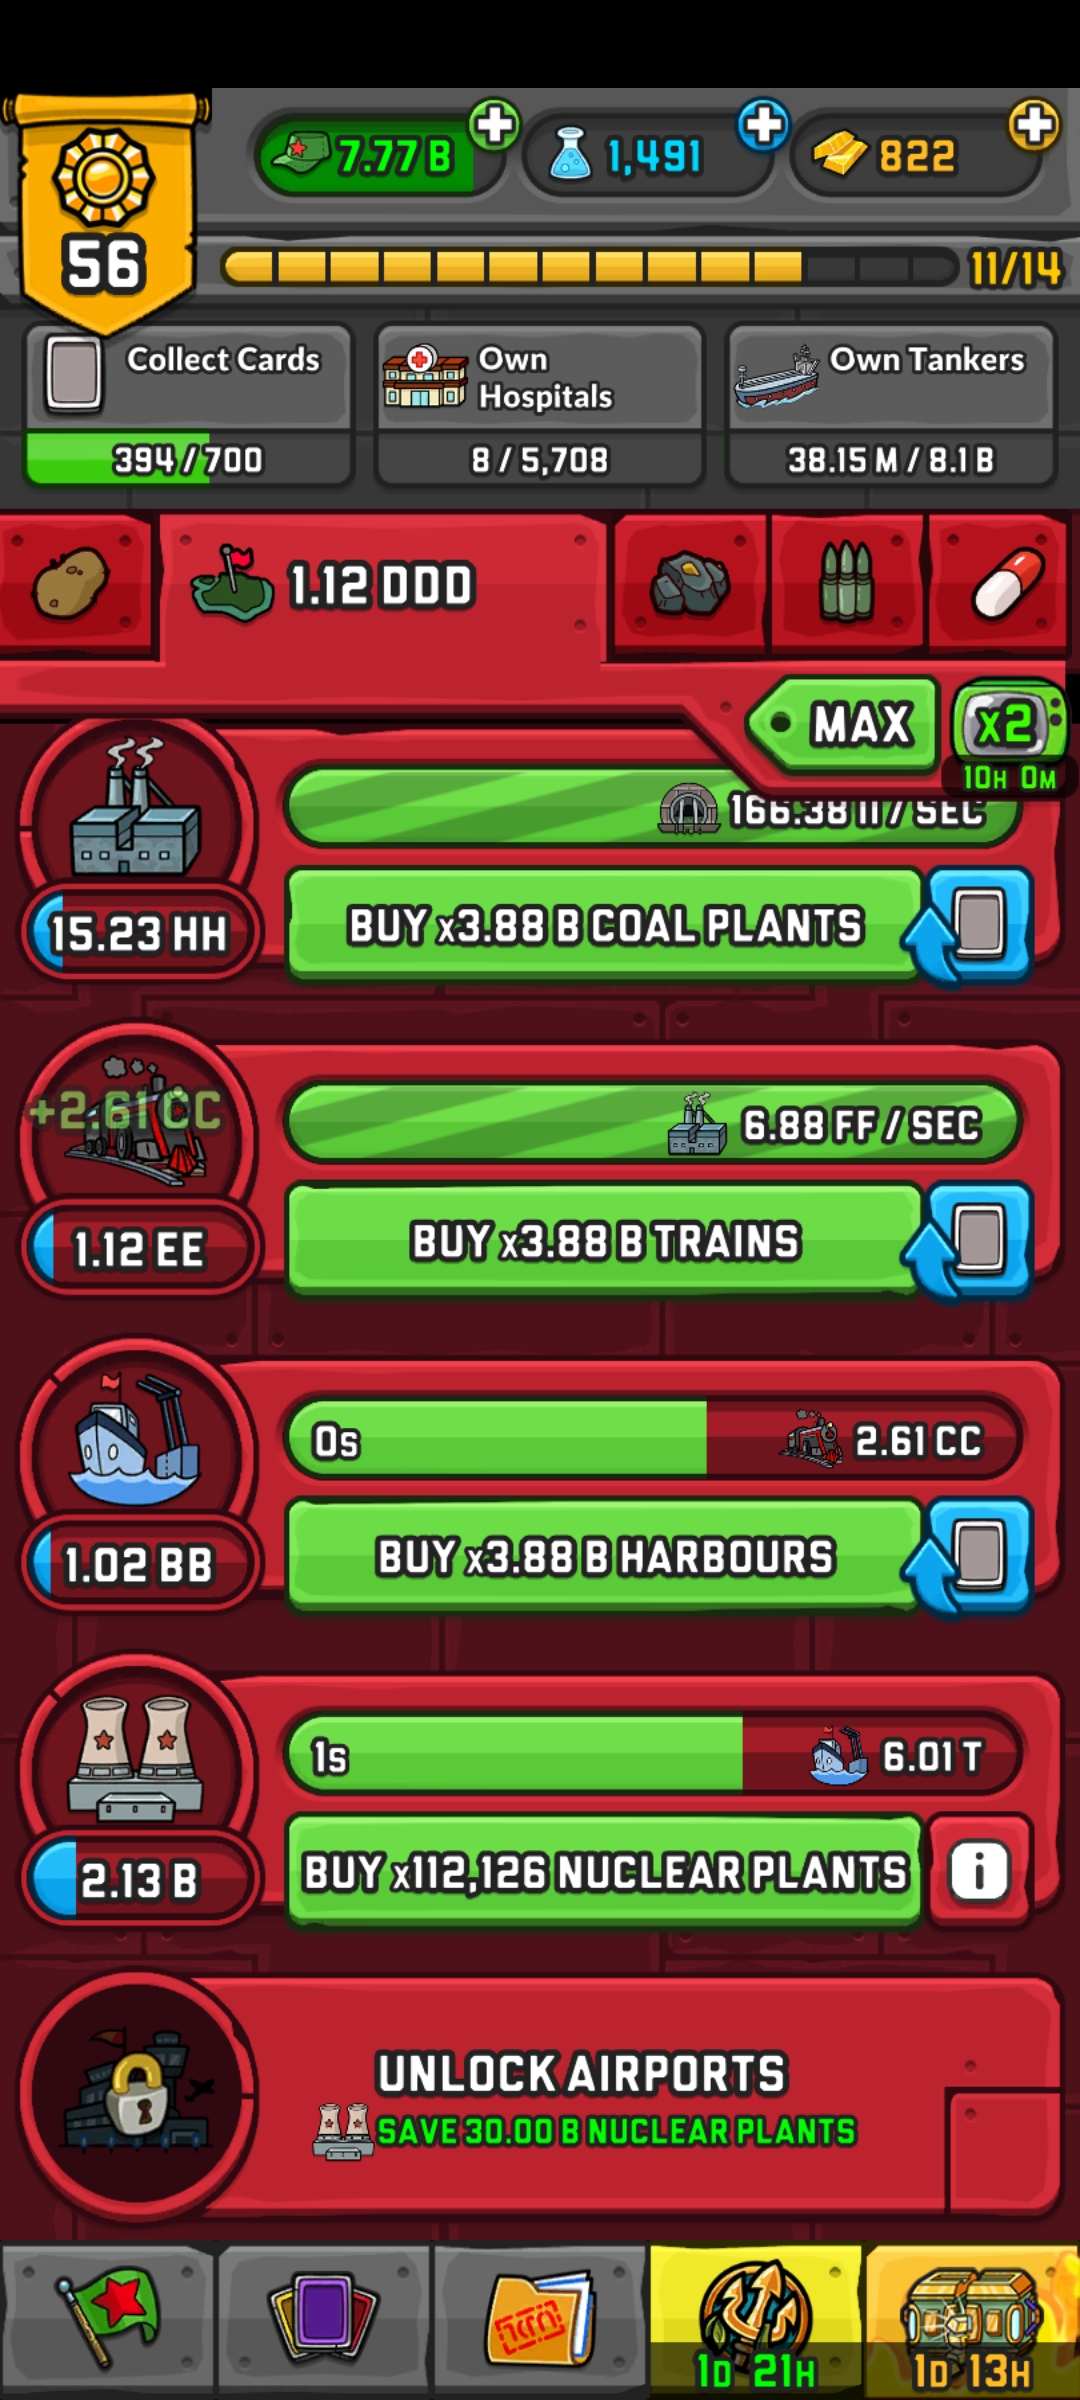 7.77 B
1,491
822
56
11/14
Collect Cards
394 / 700
Own
Hospitals
8 / 5,708
Own Tankers
38.15 M / 8.1 B
1.12 DDD
MAX
x2
10H 0M
166.38 II / SEC
15.23 HH
BUY x3.88 B COAL PLANTS
+2.61 CC
6.88 FF / SEC
1.12 EE
BUY x3.88 B TRAINS
0s
2.61 CC
1.02 BB
BUY x3.88 B HARBOURS
1s
6.01 T
2.13 B
BUY x112,126 NUCLEAR PLANTS
i
UNLOCK AIRPORTS
SAVE 30.00 B NUCLEAR PLANTS
1D 21H
1D 13H